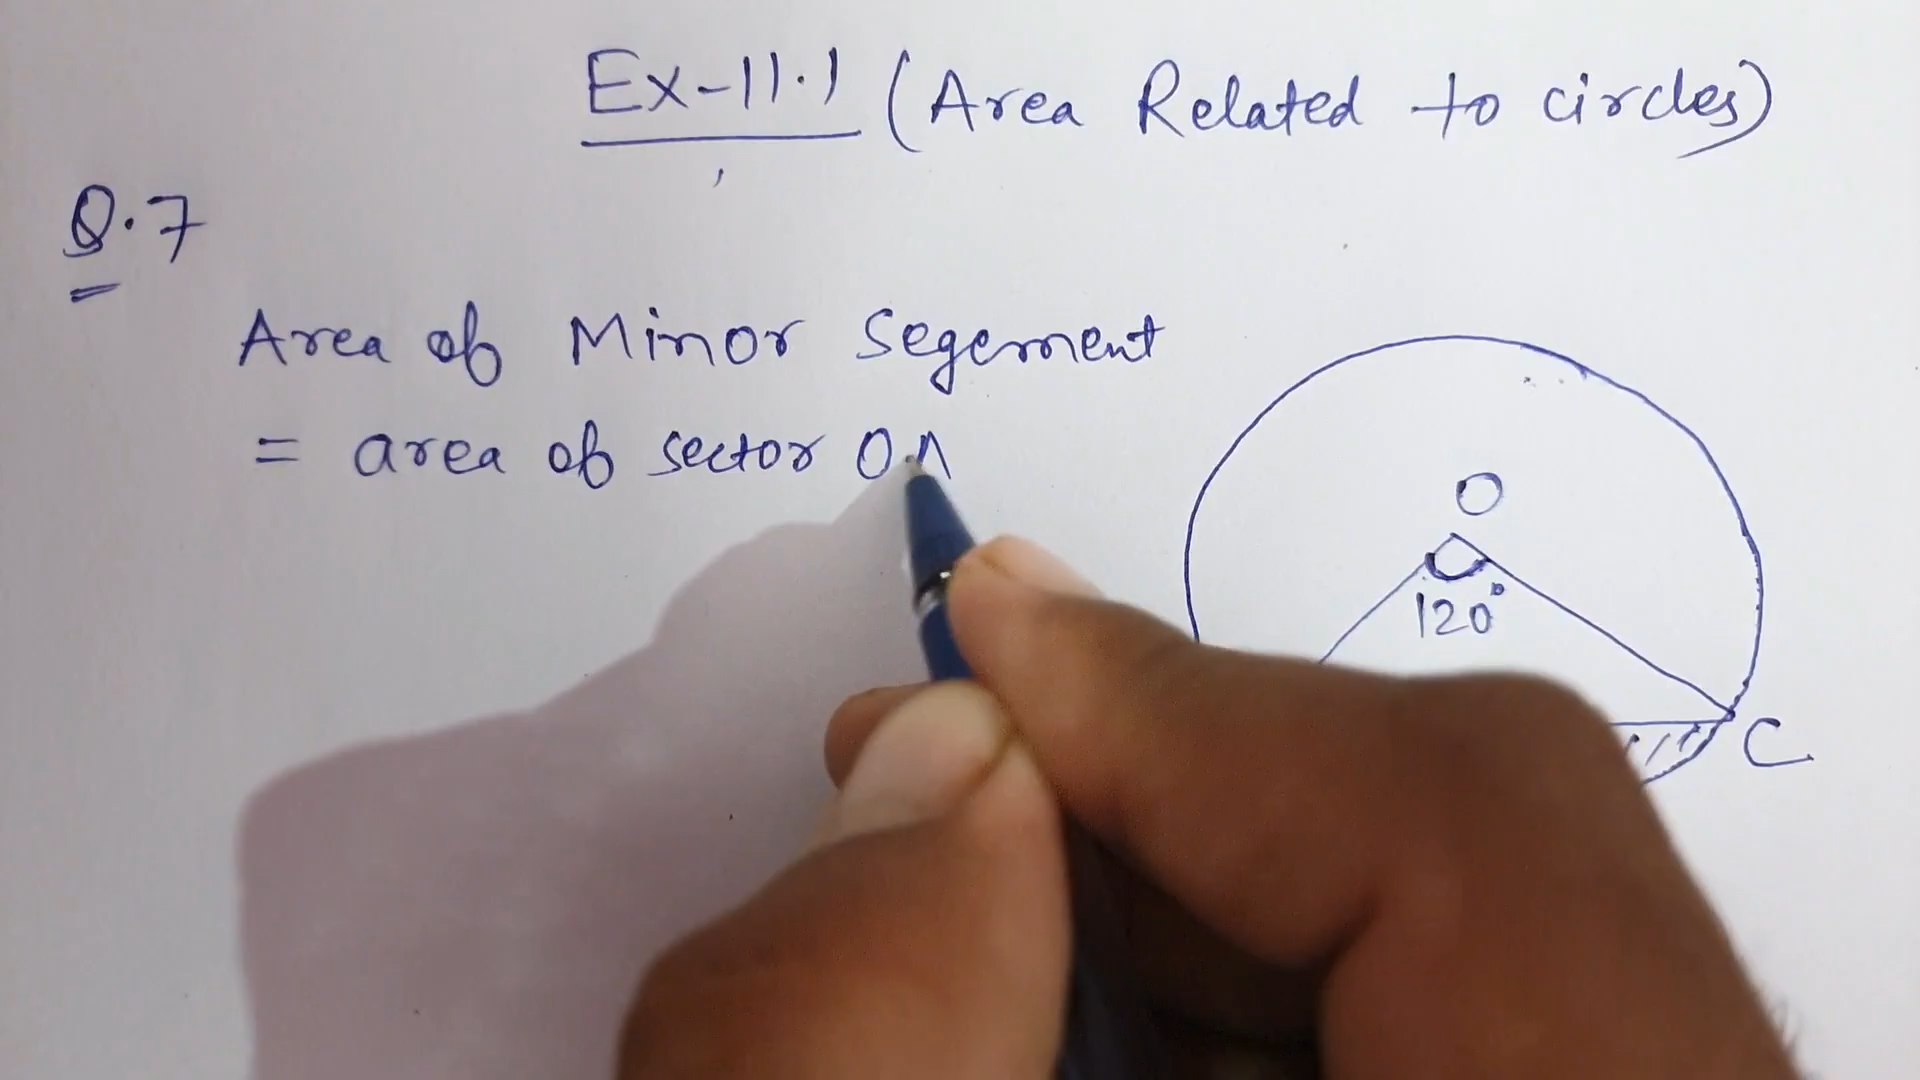 Ex-11.1 (Area Related to circles)
Q.7
Area of Minor Segement
= area of sector OA
O
120°
C